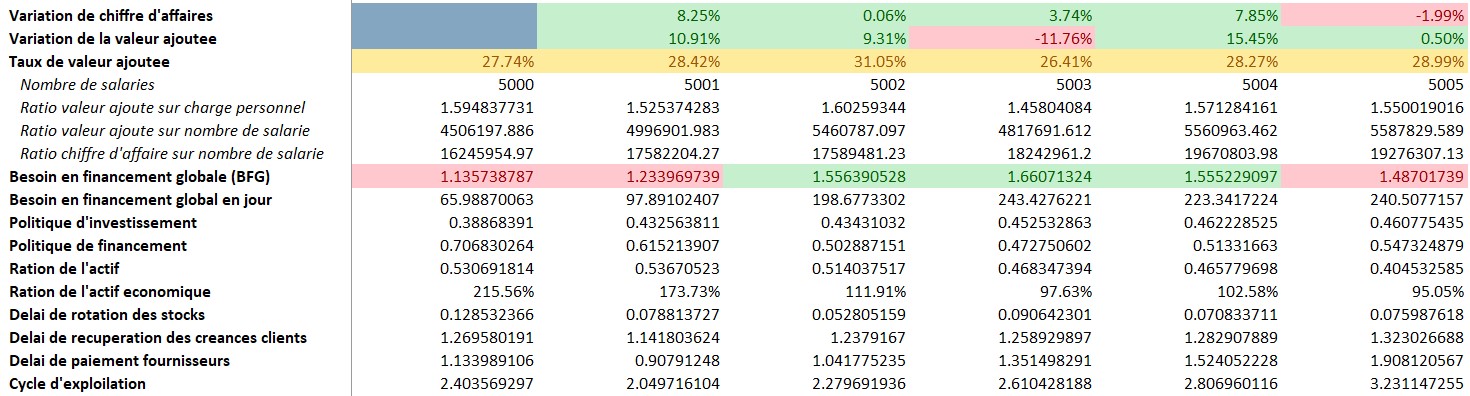 Variation de chiffre d'affaires 8.25% 0.06% 3.74% 7.85% -1.99%
Variation de la valeur ajoutee 10.91% 9.31% -11.76% 15.45% 0.50%
Taux de valeur ajoutee 27.74% 28.42% 31.05% 26.41% 28.27% 28.99%
Nombre de salaries 5000 5001 5002 5003 5004 5005
Ratio valeur ajoute sur charge personnel 1.594837731 1.525374283 1.60259344 1.45804084 1.571284161 1.550019016
Ratio valeur ajoute sur nombre de salarie 4506197.886 4996901.983 5460787.097 4817691.612 5560963.462 5587829.589
Ratio chiffre d'affaire sur nombre de salarie 16245954.97 17582204.27 17589481.23 18242961.2 19670803.98 19276307.13
Besoin en financement globale (BFG) 1.135738787 1.233969739 1.556390528 1.66071324 1.555229097 1.48701739
Besoin en financement global en jour 65.98870063 97.89102407 198.6773302 243.4276221 223.3417224 240.5077157
Politique d'investissement 0.38868391 0.432563811 0.43431032 0.452532863 0.462228525 0.460775435
Politique de financement 0.706830264 0.615213907 0.502887151 0.472750602 0.51331663 0.547324879
Ration de l'actif 0.530691814 0.53670523 0.514037517 0.468347394 0.465779698 0.404532585
Ration de l'actif economique 215.56% 173.73% 111.91% 97.63% 102.58% 95.05%
Delai de rotation des stocks 0.128532366 0.078813727 0.052805159 0.090642301 0.070833711 0.075987618
Delai de recuperation des creances clients 1.269580191 1.141803624 1.2379167 1.258929897 1.282907889 1.323026688
Delai de paiement fournisseurs 1.133989106 0.90791248 1.041775235 1.351498291 1.524052228 1.908120567
Cycle d'exploilation 2.403569297 2.049716104 2.279691936 2.610428188 2.806960116 3.231147255